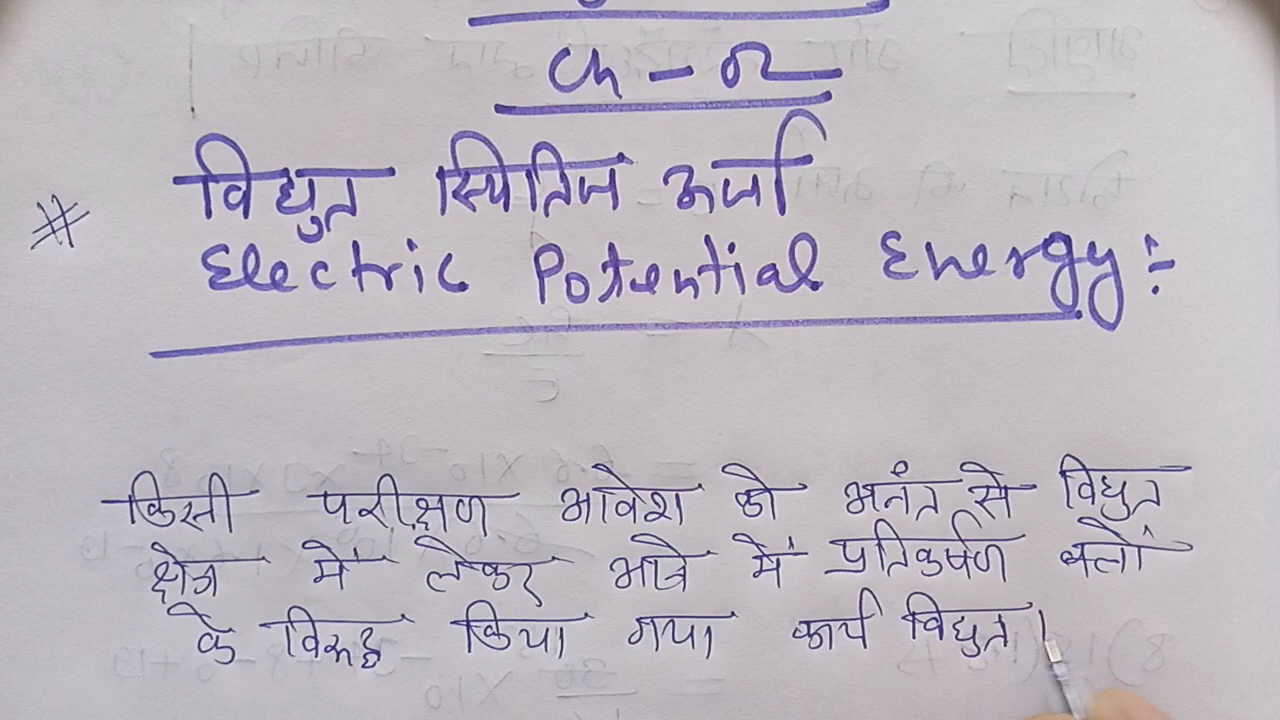 Ch - 02
विद्युत स्थितिज ऊर्जा
Electric Potential Energy :-
किसी परीक्षण आवेश को अनंत से विद्युत
क्षेत्र में लेकर आने में प्रतिकर्षण बलों
के विरूद्ध किया गया कार्य विद्युत